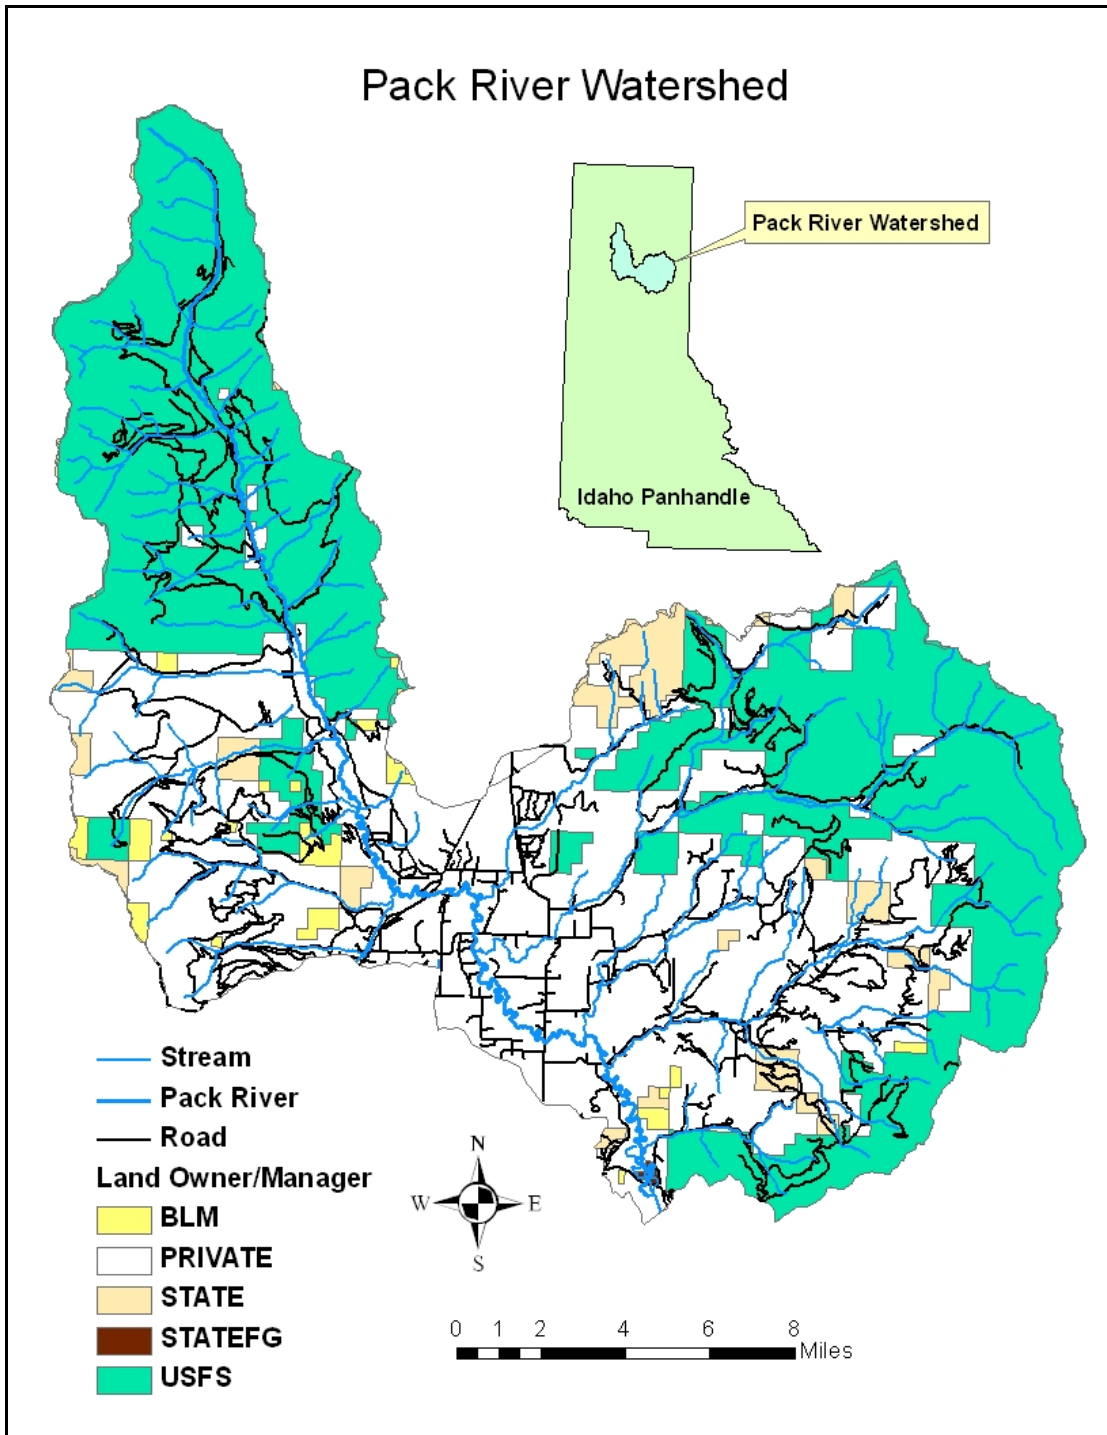 Pack River Watershed
Pack River Watershed
Idaho Panhandle
Stream
Pack River
Road
Land Owner/Manager
BLM
PRIVATE
STATE
STATEFG
USFS
N
W E
S
0 1 2 4 6 8
Miles